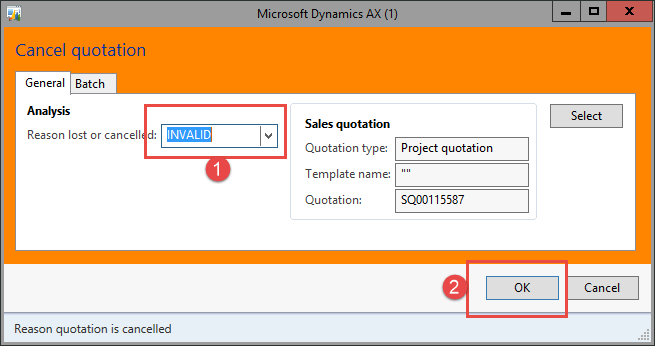 Microsoft Dynamics AX (1)
Cancel quotation
General Batch
Analysis
Reason lost or cancelled: INVALID
1
Sales quotation
Quotation type: Project quotation
Template name: ""
Quotation: SQ00115587
Select
2 OK Cancel
Reason quotation is cancelled